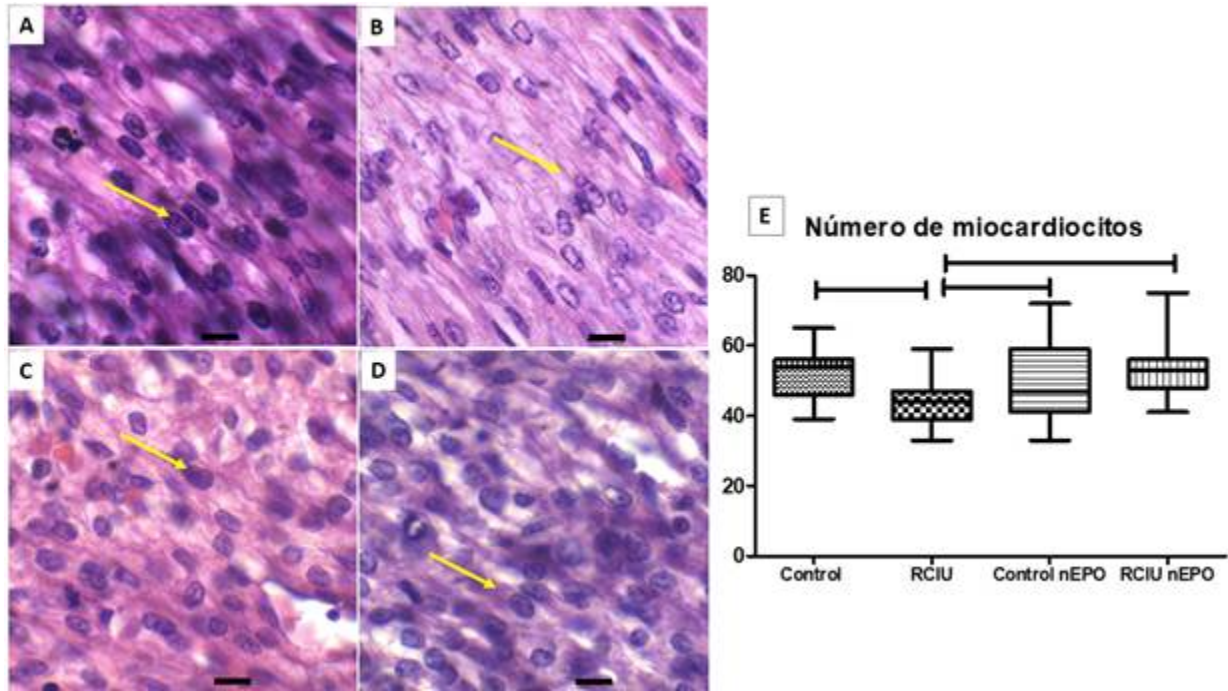 A
B
C
D
E
Número de miocardiocitos
80
60
40
20
0
Control
RCIU
Control nEPO
RCIU nEPO